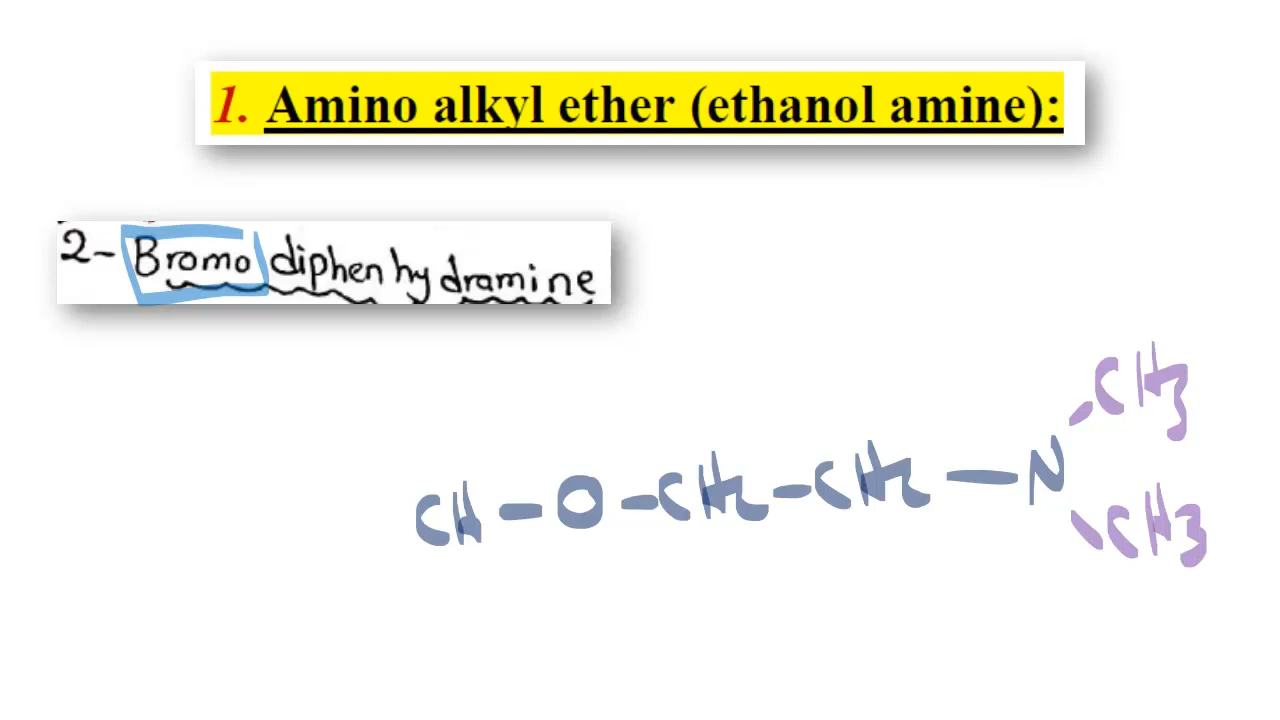 1. Amino alkyl ether (ethanol amine):
2- Bromo diphenhydramine
CH3
CH - O - CH2 - CH2 - N
CH3